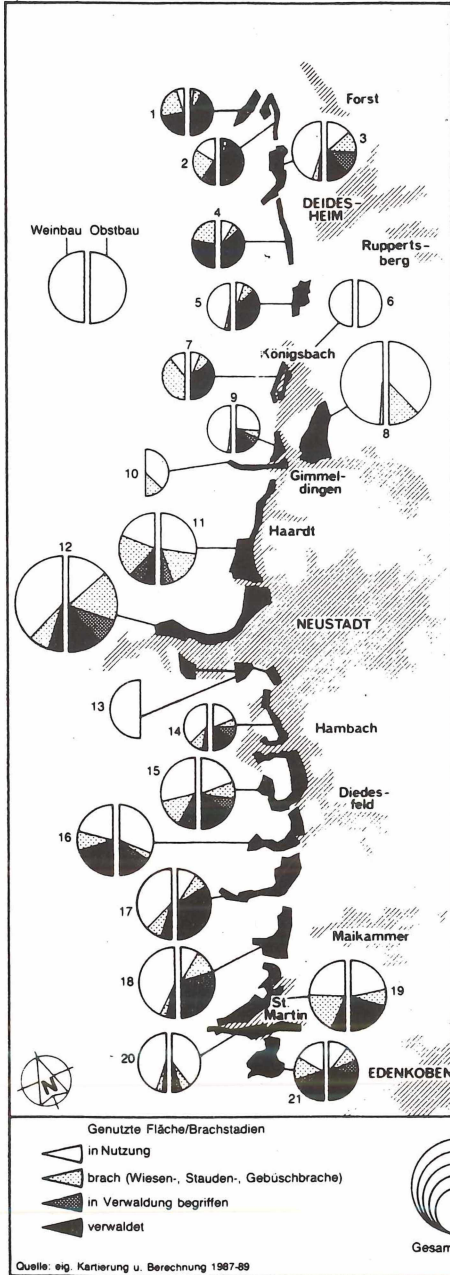 Forst
1
2
3
DEIDES-
HEIM
4
Weinbau Obstbau
Rupperts-
berg
5
6
Königsbach
7
8
9
10
Gimmel-
dingen
Haardt
11
12
NEUSTADT
13
14
Hambach
15
Diedes-
feld
16
17
Maikammer
18
St.
Martin
19
20
21
EDENKOBEN
N
Genutzte Fläche/Brachstadien
in Nutzung
brach (Wiesen-, Stauden-, Gebüschbrache)
in Verwaldung begriffen
verwaldet
Gesam
Quelle: eig. Kartierung u. Berechnung 1987-89